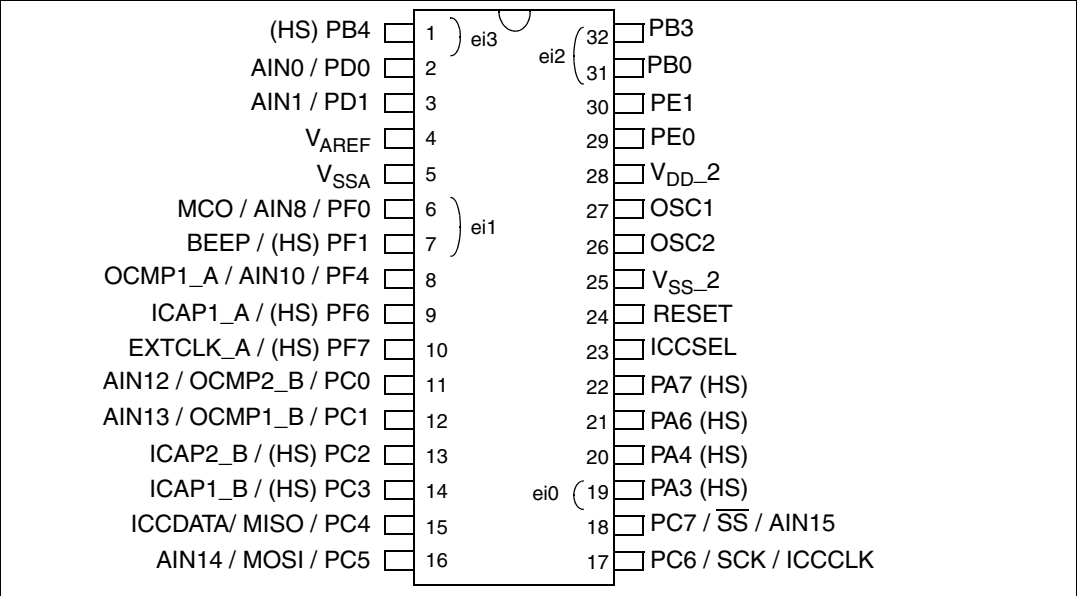 (HS) PB4 1 ei3 ei2 32 PB3
AIN0 / PD0 2 31 PB0
AIN1 / PD1 3 30 PE1
VAREF 4 29 PE0
VSSA 5 28 VDD_2
MCO / AIN8 / PF0 6 ei1 27 OSC1
BEEP / (HS) PF1 7 26 OSC2
OCMP1_A / AIN10 / PF4 8 25 VSS_2
ICAP1_A / (HS) PF6 9 24 RESET
EXTCLK_A / (HS) PF7 10 23 ICCSEL
AIN12 / OCMP2_B / PC0 11 22 PA7 (HS)
AIN13 / OCMP1_B / PC1 12 21 PA6 (HS)
ICAP2_B / (HS) PC2 13 20 PA4 (HS)
ICAP1_B / (HS) PC3 14 ei0 19 PA3 (HS)
ICCDATA/ MISO / PC4 15 18 PC7 / SS / AIN15
AIN14 / MOSI / PC5 16 17 PC6 / SCK / ICCCLK